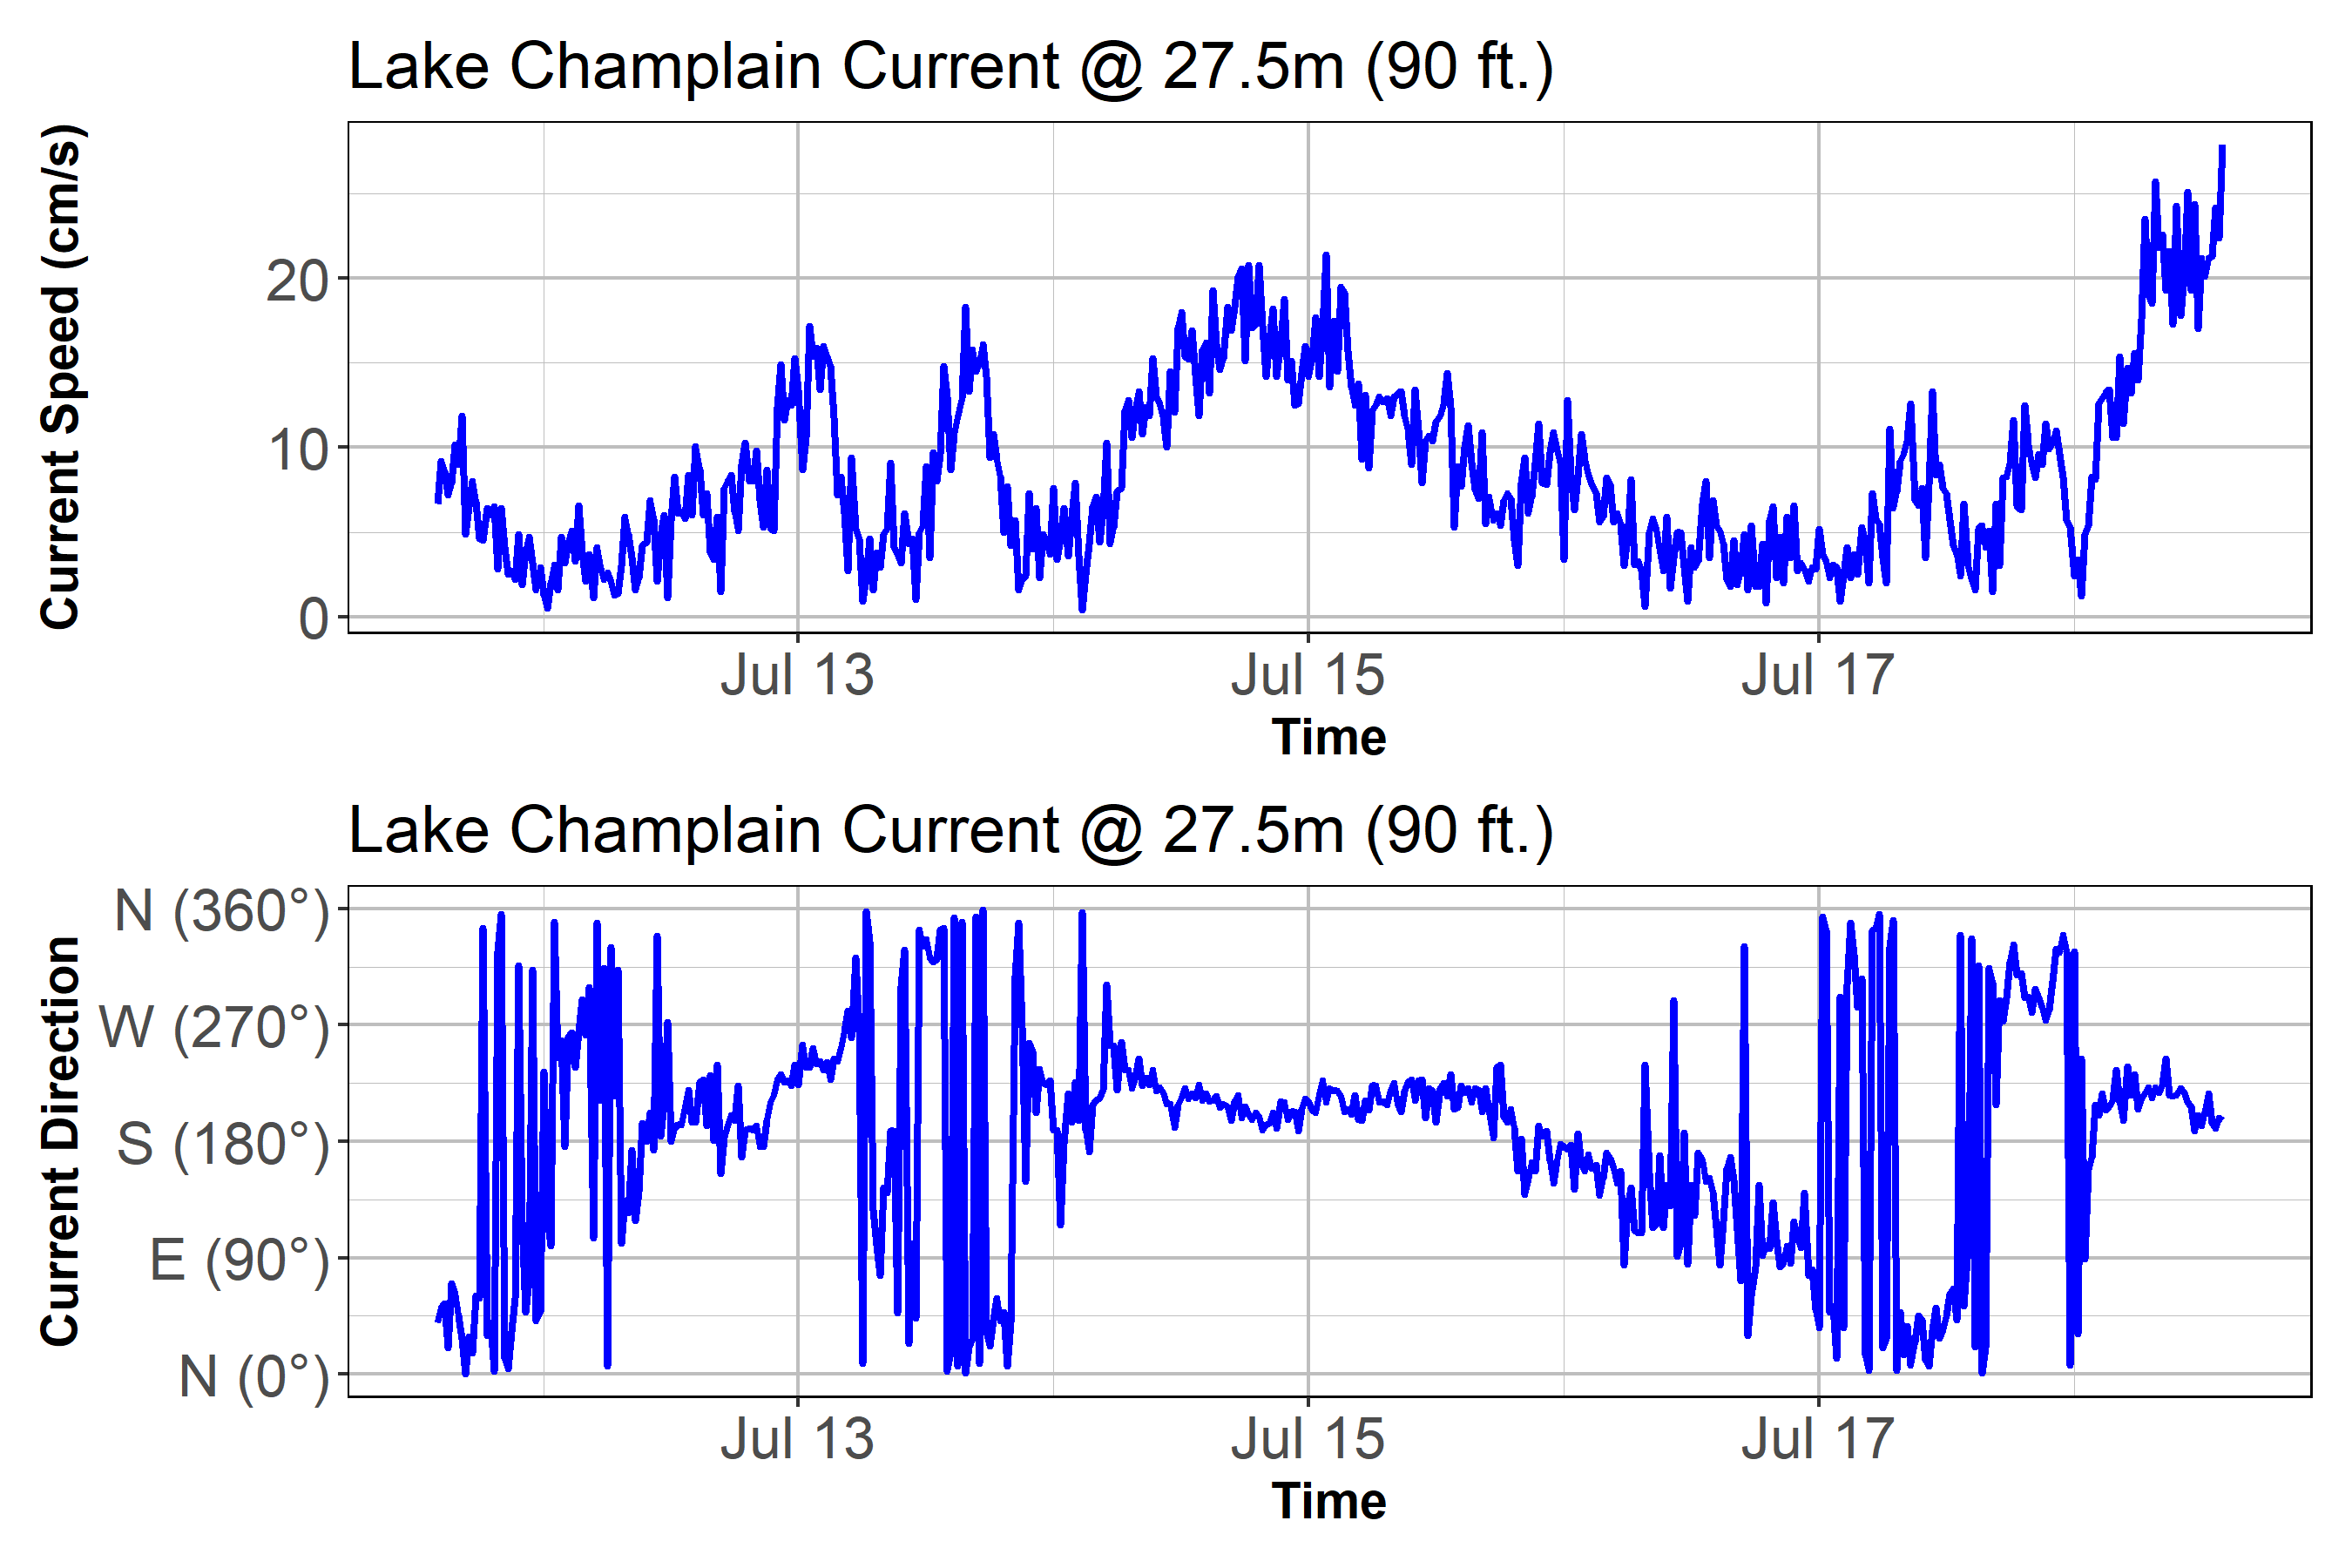 Lake Champlain Current @ 27.5m (90 ft.)
Current Speed (cm/s)
20
10
0
Jul 13 Jul 15 Jul 17
Time
Lake Champlain Current @ 27.5m (90 ft.)
Current Direction
N (360°)
W (270°)
S (180°)
E (90°)
N (0°)
Jul 13 Jul 15 Jul 17
Time